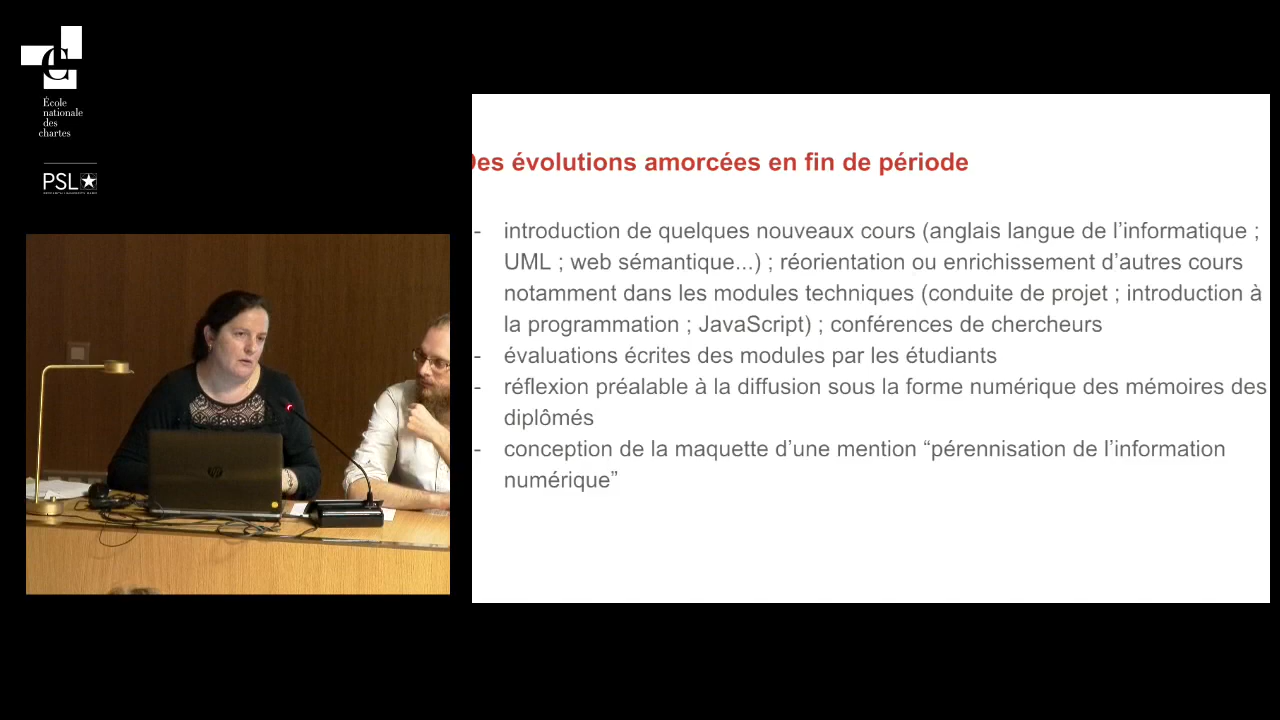 École
nationale
des
chartes
PSL
Des évolutions amorcées en fin de période
- introduction de quelques nouveaux cours (anglais langue de l’informatique ;
UML ; web sémantique...) ; réorientation ou enrichissement d’autres cours
notamment dans les modules techniques (conduite de projet ; introduction à
la programmation ; JavaScript) ; conférences de chercheurs
- évaluations écrites des modules par les étudiants
- réflexion préalable à la diffusion sous la forme numérique des mémoires des
diplômés
- conception de la maquette d’une mention “pérennisation de l’information
numérique”